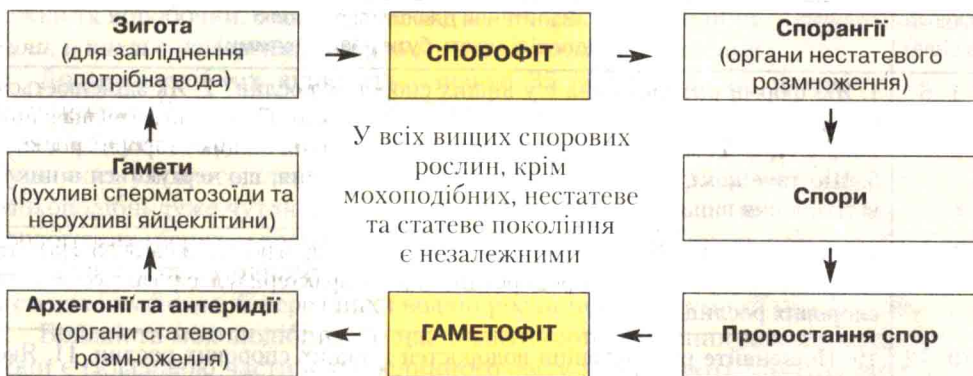 Зигота
(для запліднення
потрібна вода)
СПОРОФІТ
Спорангії
(органи нестатевого
розмноження)
Гамети
(рухливі сперматозоїди та
нерухливі яйцеклітини)
У всіх вищих спорових
рослин, крім
мохоподібних, нестатеве
та статеве покоління
є незалежними
Спори
Архегонії та антеридії
(органи статевого
розмноження)
ГАМЕТОФІТ
Проростання спор